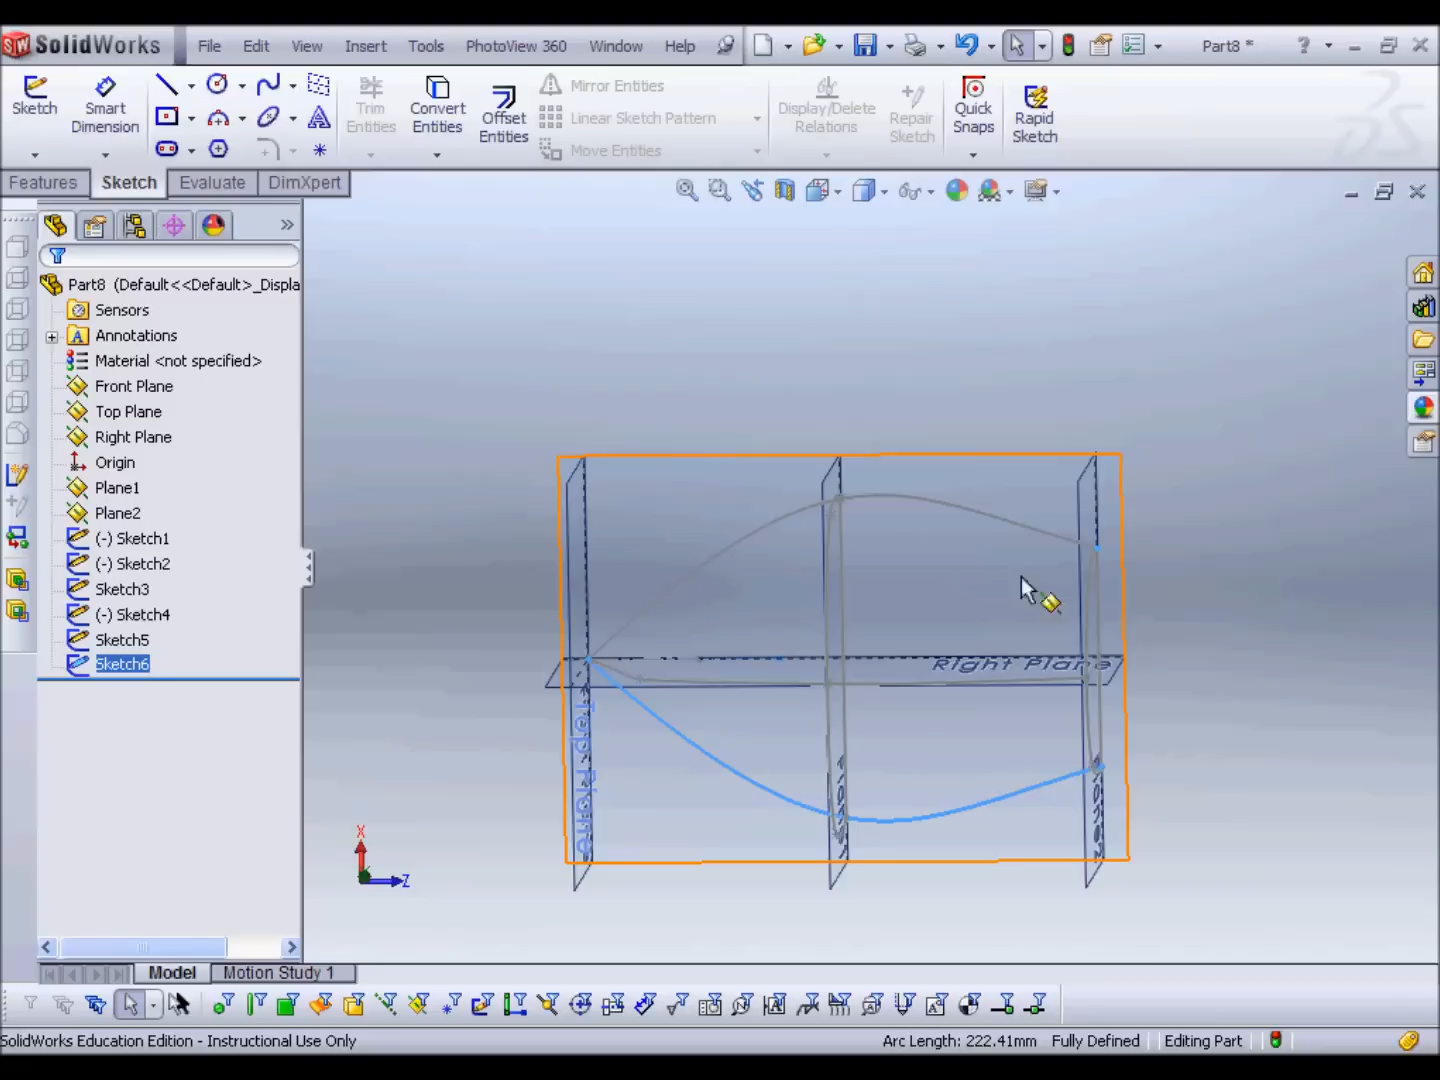 SolidWorks File Edit View Insert Tools PhotoView 360 Window Help Part8 *
Sketch Smart Dimension Trim Entities Convert Entities Offset Entities Mirror Entities Linear Sketch Pattern Move Entities Display/Delete Relations Repair Sketch Quick Snaps Rapid Sketch
Features Sketch Evaluate DimXpert
Part8 (Default<<Default>_Displa
Sensors
Annotations
Material <not specified>
Front Plane
Top Plane
Right Plane
Origin
Plane1
Plane2
(-) Sketch1
(-) Sketch2
Sketch3
(-) Sketch4
Sketch5
Sketch6
Right Plane
Top Plane
Plane1
Plane2
X
Z
Model Motion Study 1
SolidWorks Education Edition - Instructional Use Only Arc Length: 222.41mm Fully Defined Editing Part